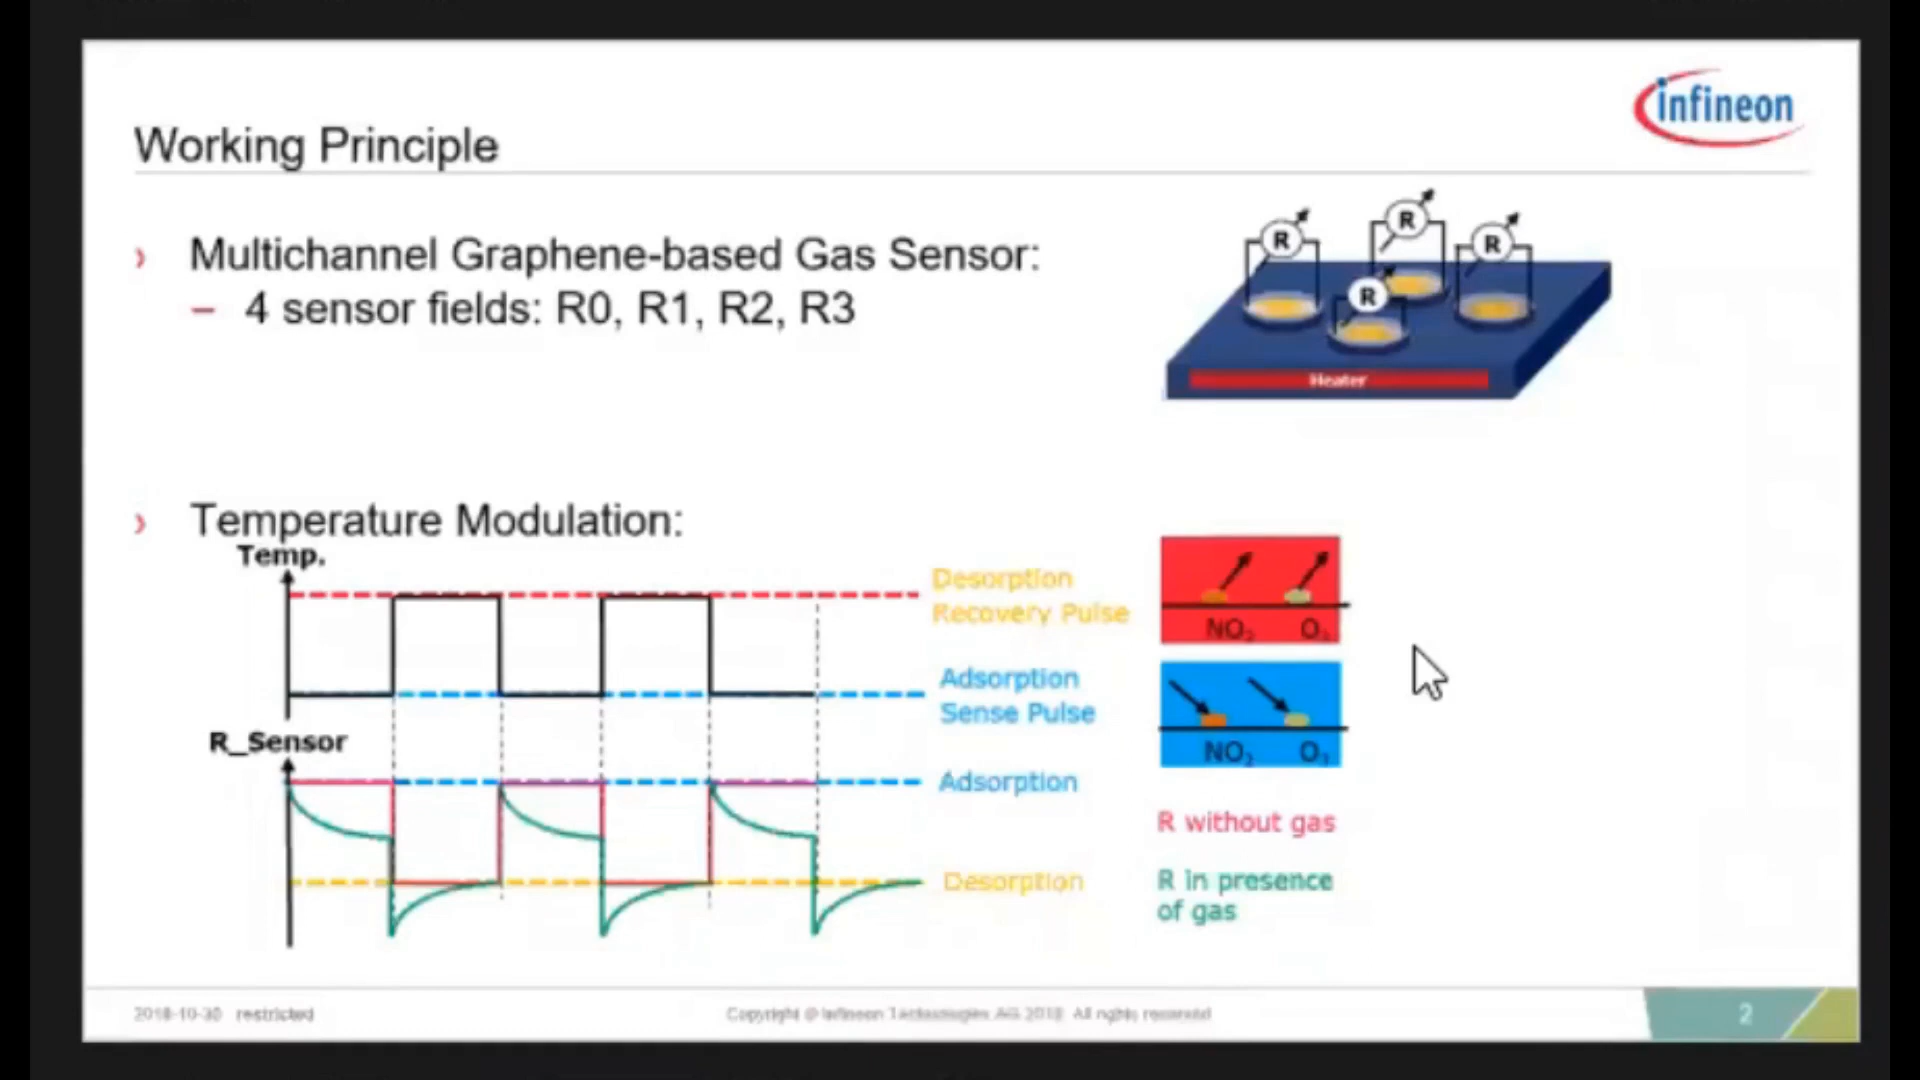 infineon
Working Principle
Multichannel Graphene-based Gas Sensor:
– 4 sensor fields: R0, R1, R2, R3
R
R
R
R
Heater
Temperature Modulation:
Temp.
Desorption
Recovery Pulse
NO₂ O₃
Adsorption
Sense Pulse
NO₂ O₃
R_Sensor
Adsorption
Desorption
R without gas
R in presence
of gas
2018-10-30 restricted
Copyright © Infineon Technologies AG 2018. All rights reserved.
2